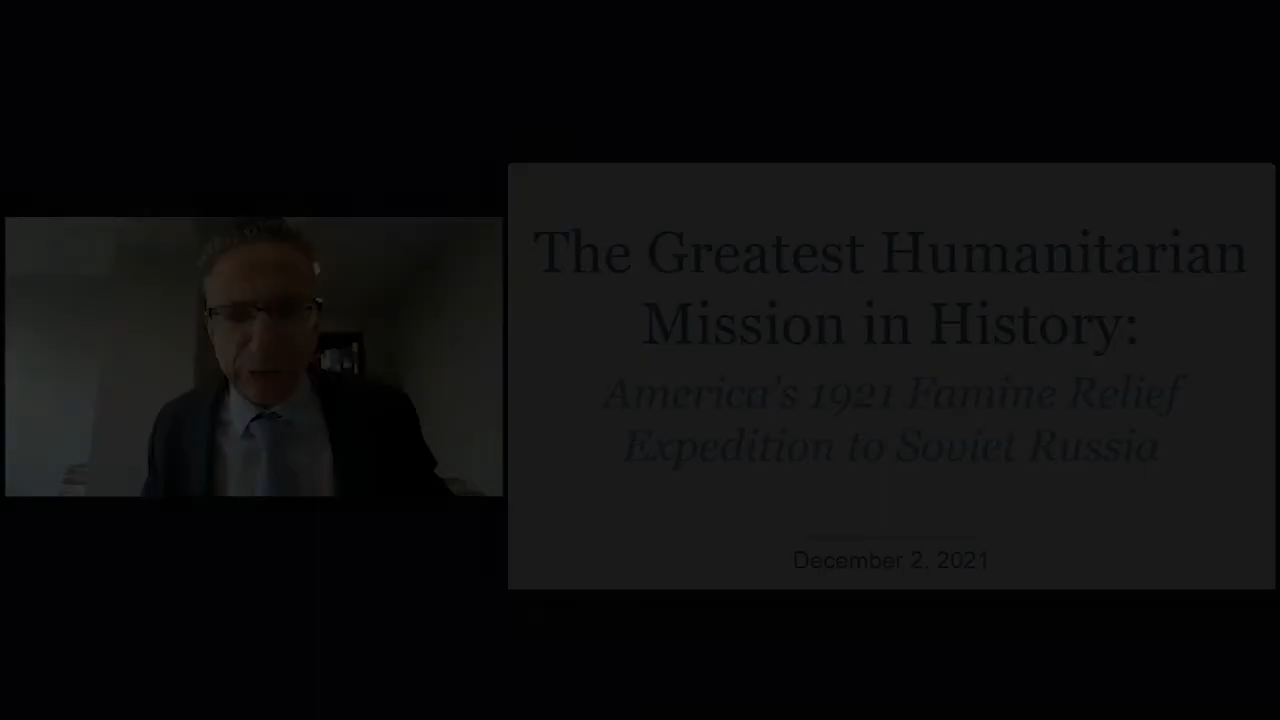 The Greatest Humanitarian
Mission in History:
America's 1921 Famine Relief
Expedition to Soviet Russia
December 2, 2021